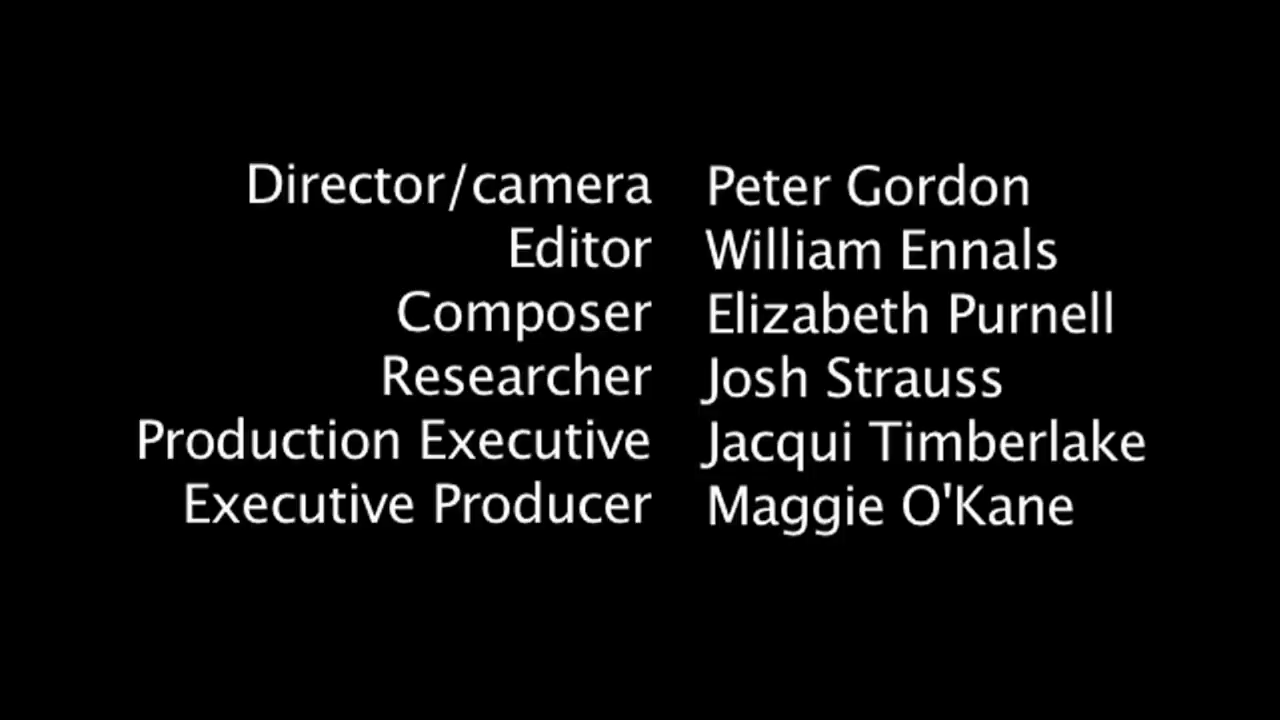 Director/camera Peter Gordon
Editor William Ennals
Composer Elizabeth Purnell
Researcher Josh Strauss
Production Executive Jacqui Timberlake
Executive Producer Maggie O'Kane